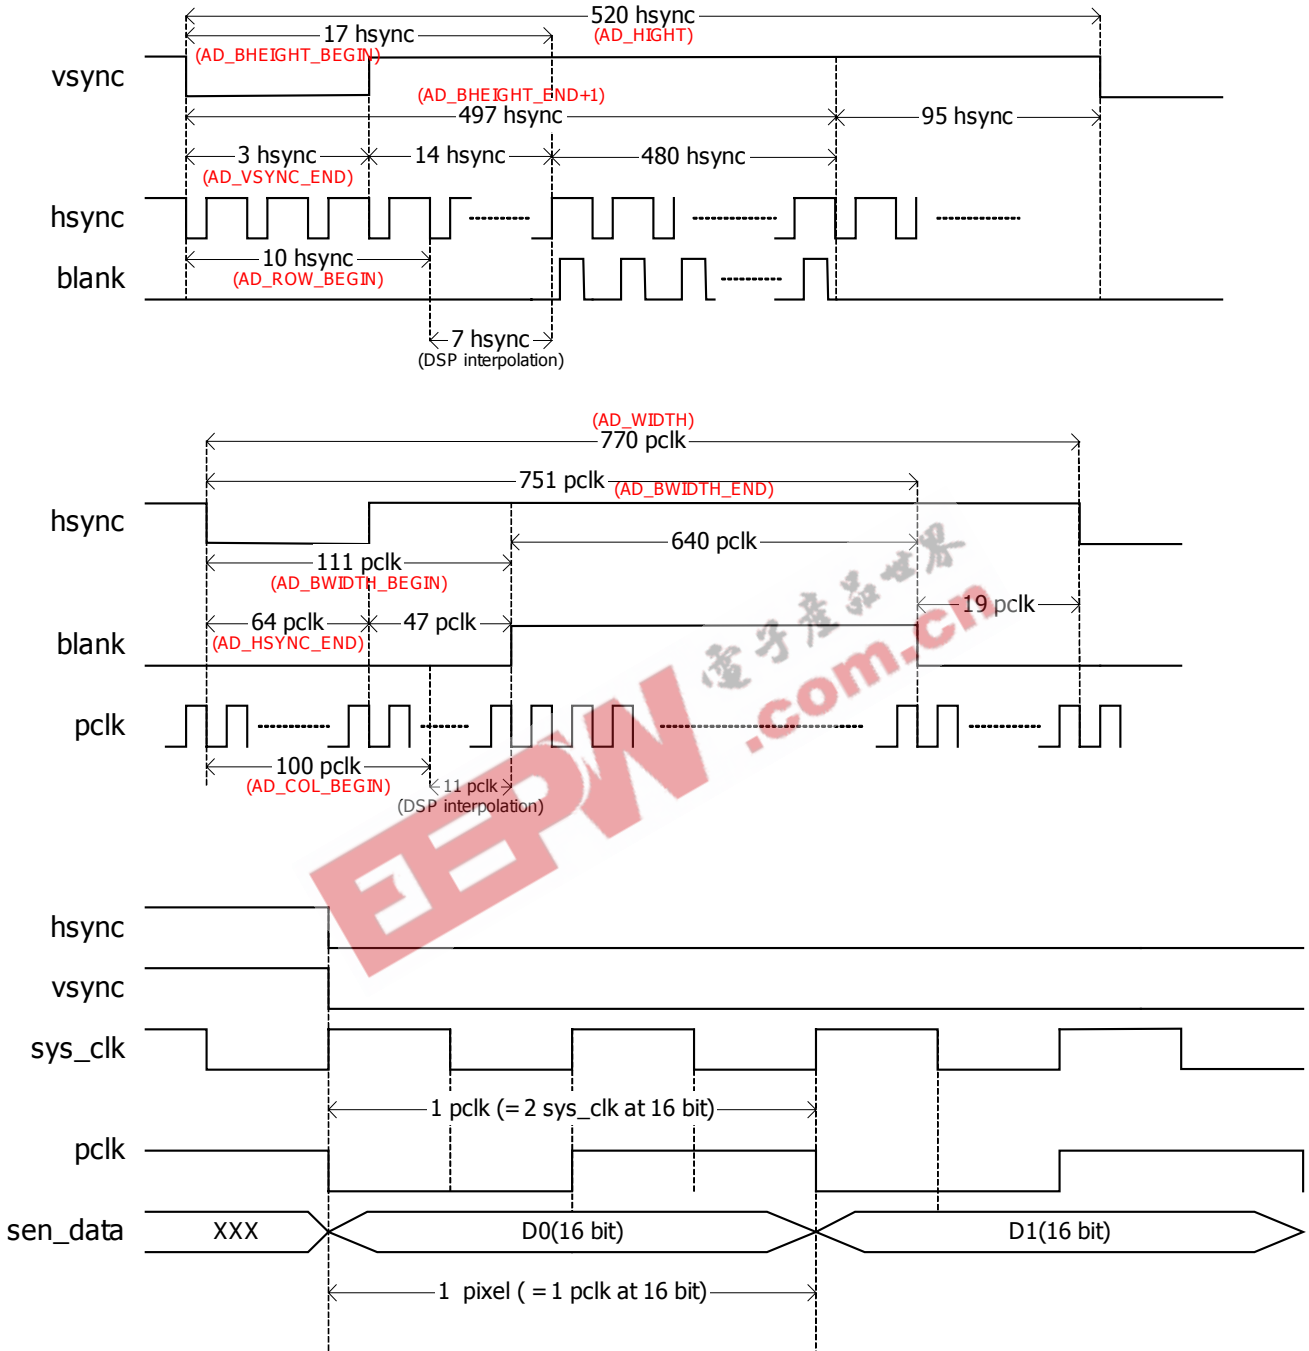 520 hsync
(AD_HIGHT)
17 hsync
(AD_BHEIGHT_BEGIN)
vsync
(AD_BHEIGHT_END+1)
497 hsync
95 hsync
3 hsync
14 hsync
480 hsync
(AD_VSYNC_END)
hsync
10 hsync
(AD_ROW_BEGIN)
blank
7 hsync
(DSP interpolation)
(AD_WIDTH)
770 pclk
751 pclk
(AD_BWIDTH_END)
hsync
640 pclk
111 pclk
(AD_BWIDTH_BEGIN)
19 pclk
64 pclk
47 pclk
(AD_HSYNC_END)
blank
pclk
100 pclk
(AD_COL_BEGIN)
11 pclk
(DSP interpolation)
電子産品世界
EEPW
.com.cn
hsync
vsync
sys_clk
1 pclk (= 2 sys_clk at 16 bit)
pclk
sen_data
XXX
D0(16 bit)
D1(16 bit)
1 pixel ( = 1 pclk at 16 bit)